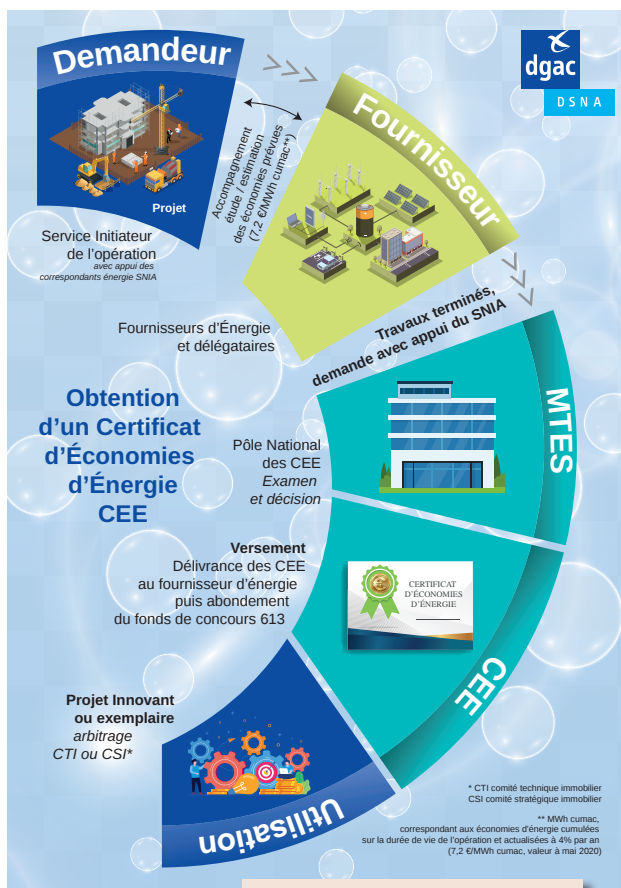 Demandeur
dgac
DSNA
Projet
Accompagnement
étude / estimation
des économies prévues
(7,2 €/MWh cumac**)
Fournisseur
Service Initiateur
de l'opération
avec appui des
correspondants énergie SNIA
Fournisseurs d'Énergie
et délégataires
Travaux terminés,
demande avec appui du SNIA
Obtention
d'un Certificat
d'Économies
d'Énergie
CEE
MTES
Pôle National
des CEE
Examen
et décision
Versement
Délivrance des CEE
au fournisseur d'énergie
puis abondement
du fonds de concours 613
CERTIFICAT
D'ÉCONOMIES
D'ÉNERGIE
CEE
Projet Innovant
ou exemplaire
arbitrage
CTI ou CSI*
Utilisation
* CTI comité technique immobilier
CSI comité stratégique immobilier
** MWh cumac,
correspondant aux économies d'énergie cumulées
sur la durée de vie de l'opération et actualisées à 4% par an
(7,2 €/MWh cumac, valeur à mai 2020)